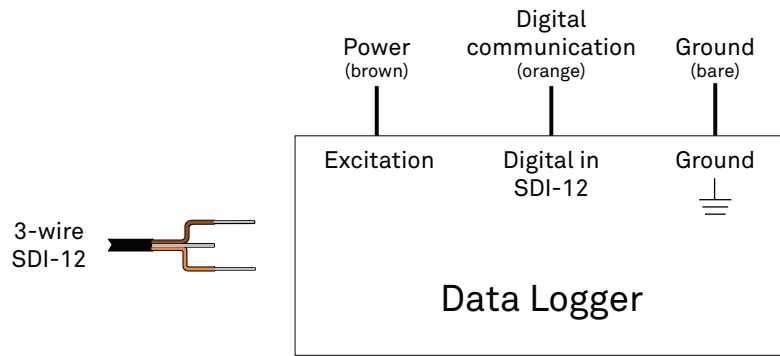 Power
(brown)
Digital
communication
(orange)
Ground
(bare)
Excitation
Digital in
SDI-12
Ground
3-wire
SDI-12
Data Logger